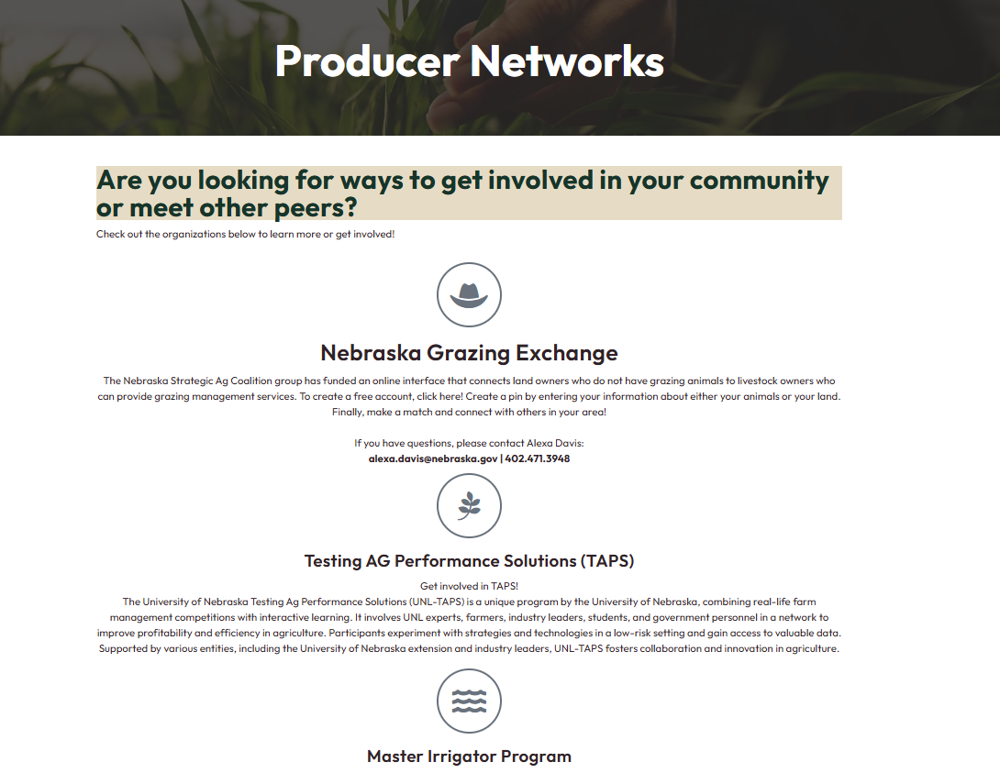 Producer Networks
Are you looking for ways to get involved in your community
or meet other peers?
Check out the organizations below to learn more or get involved!
Nebraska Grazing Exchange
The Nebraska Strategic Ag Coalition group has funded an online interface that connects land owners who do not have grazing animals to livestock owners who
can provide grazing management services. To create a free account, click here! Create a pin by entering your information about either your animals or your land.
Finally, make a match and connect with others in your area!
If you have questions, please contact Alexa Davis:
alexa.davis@nebraska.gov | 402.471.3948
Testing AG Performance Solutions (TAPS)
Get involved in TAPS!
The University of Nebraska Testing Ag Performance Solutions (UNL-TAPS) is a unique program by the University of Nebraska, combining real-life farm
management competitions with interactive learning. It involves UNL experts, farmers, industry leaders, students, and government personnel in a network to
improve profitability and efficiency in agriculture. Participants experiment with strategies and technologies in a low-risk setting and gain access to valuable data.
Supported by various entities, including the University of Nebraska extension and industry leaders, UNL-TAPS fosters collaboration and innovation in agriculture.
Master Irrigator Program